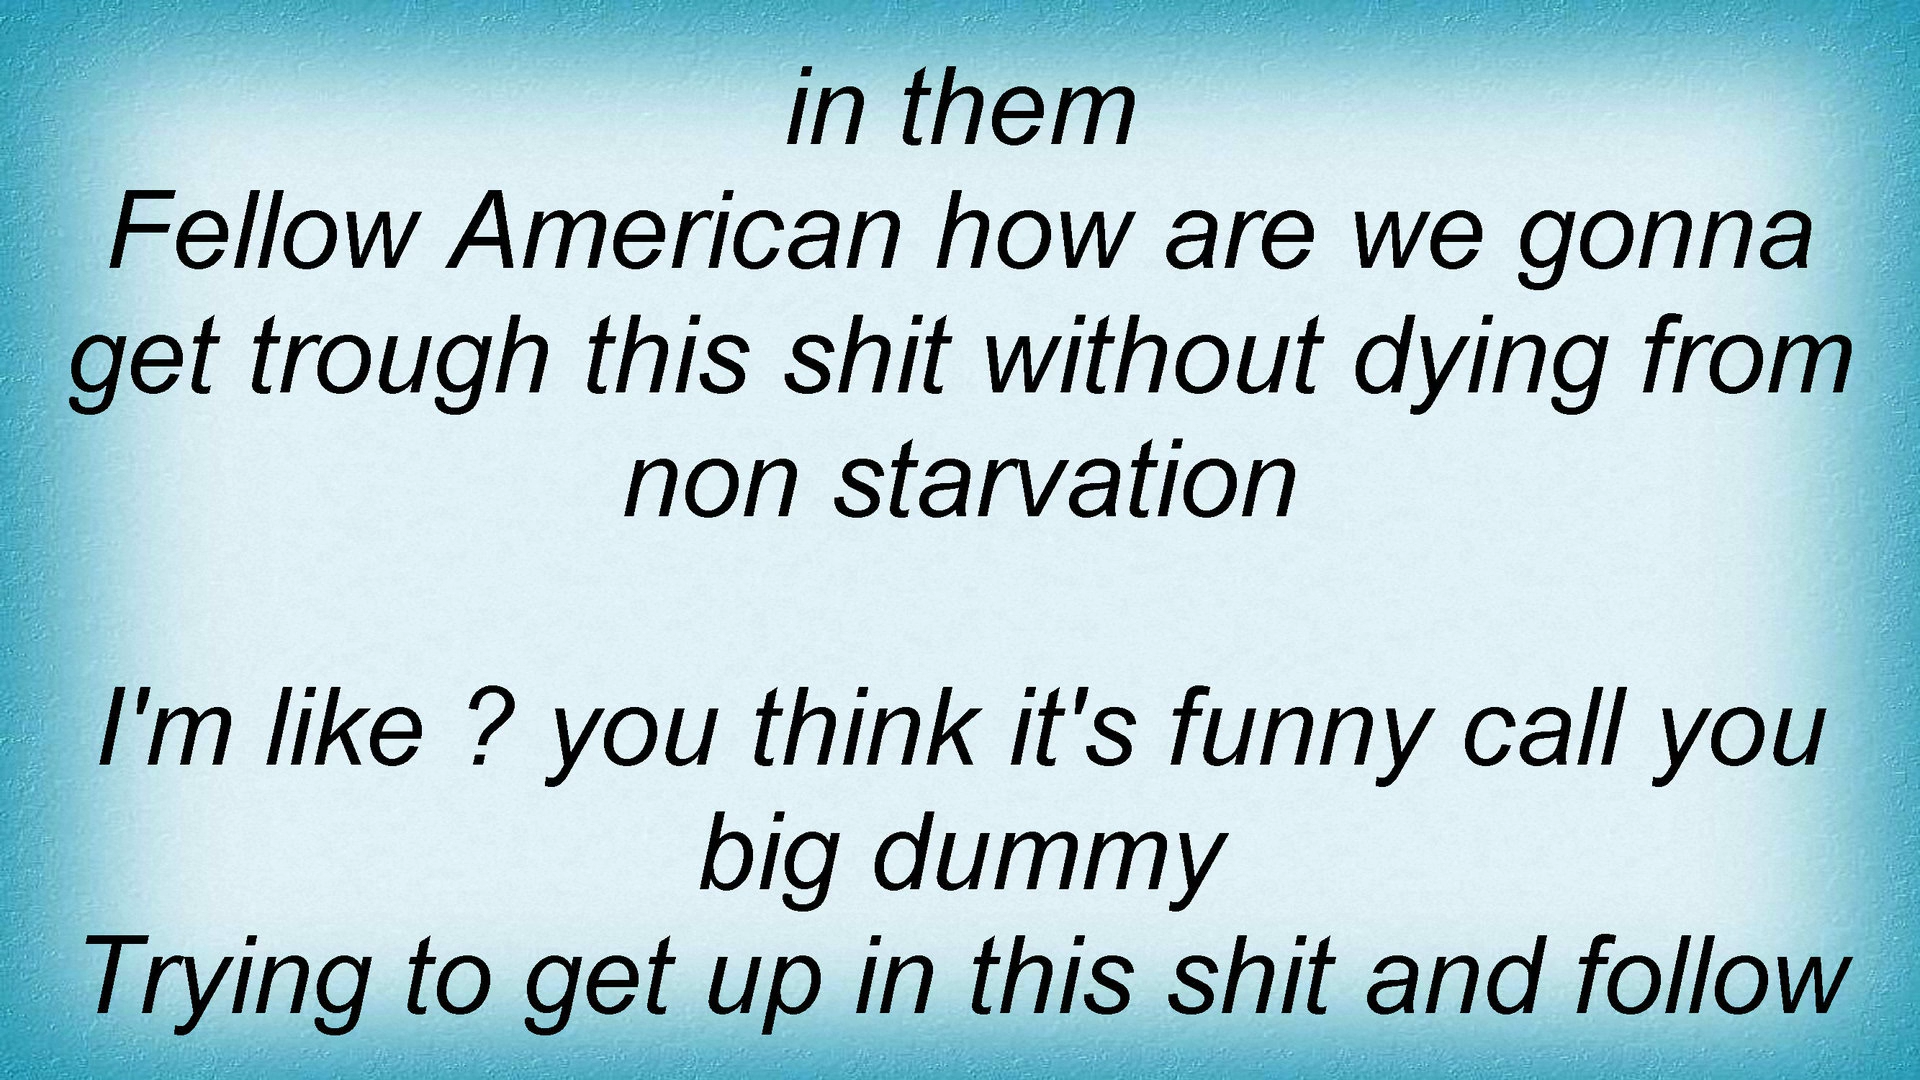 in them
Fellow American how are we gonna
get trough this shit without dying from
non starvation
I'm like ? you think it's funny call you
big dummy
Trying to get up in this shit and follow